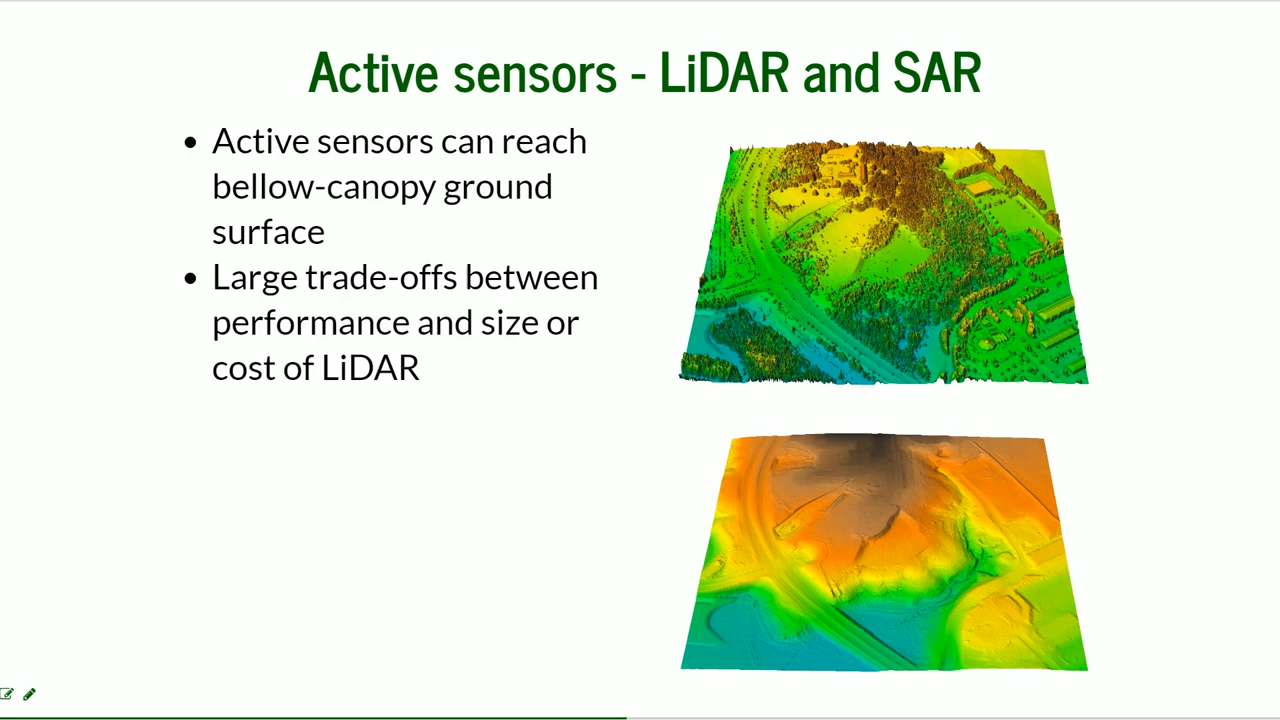 Active sensors - LiDAR and SAR
• Active sensors can reach
bellow-canopy ground
surface
• Large trade-offs between
performance and size or
cost of LiDAR